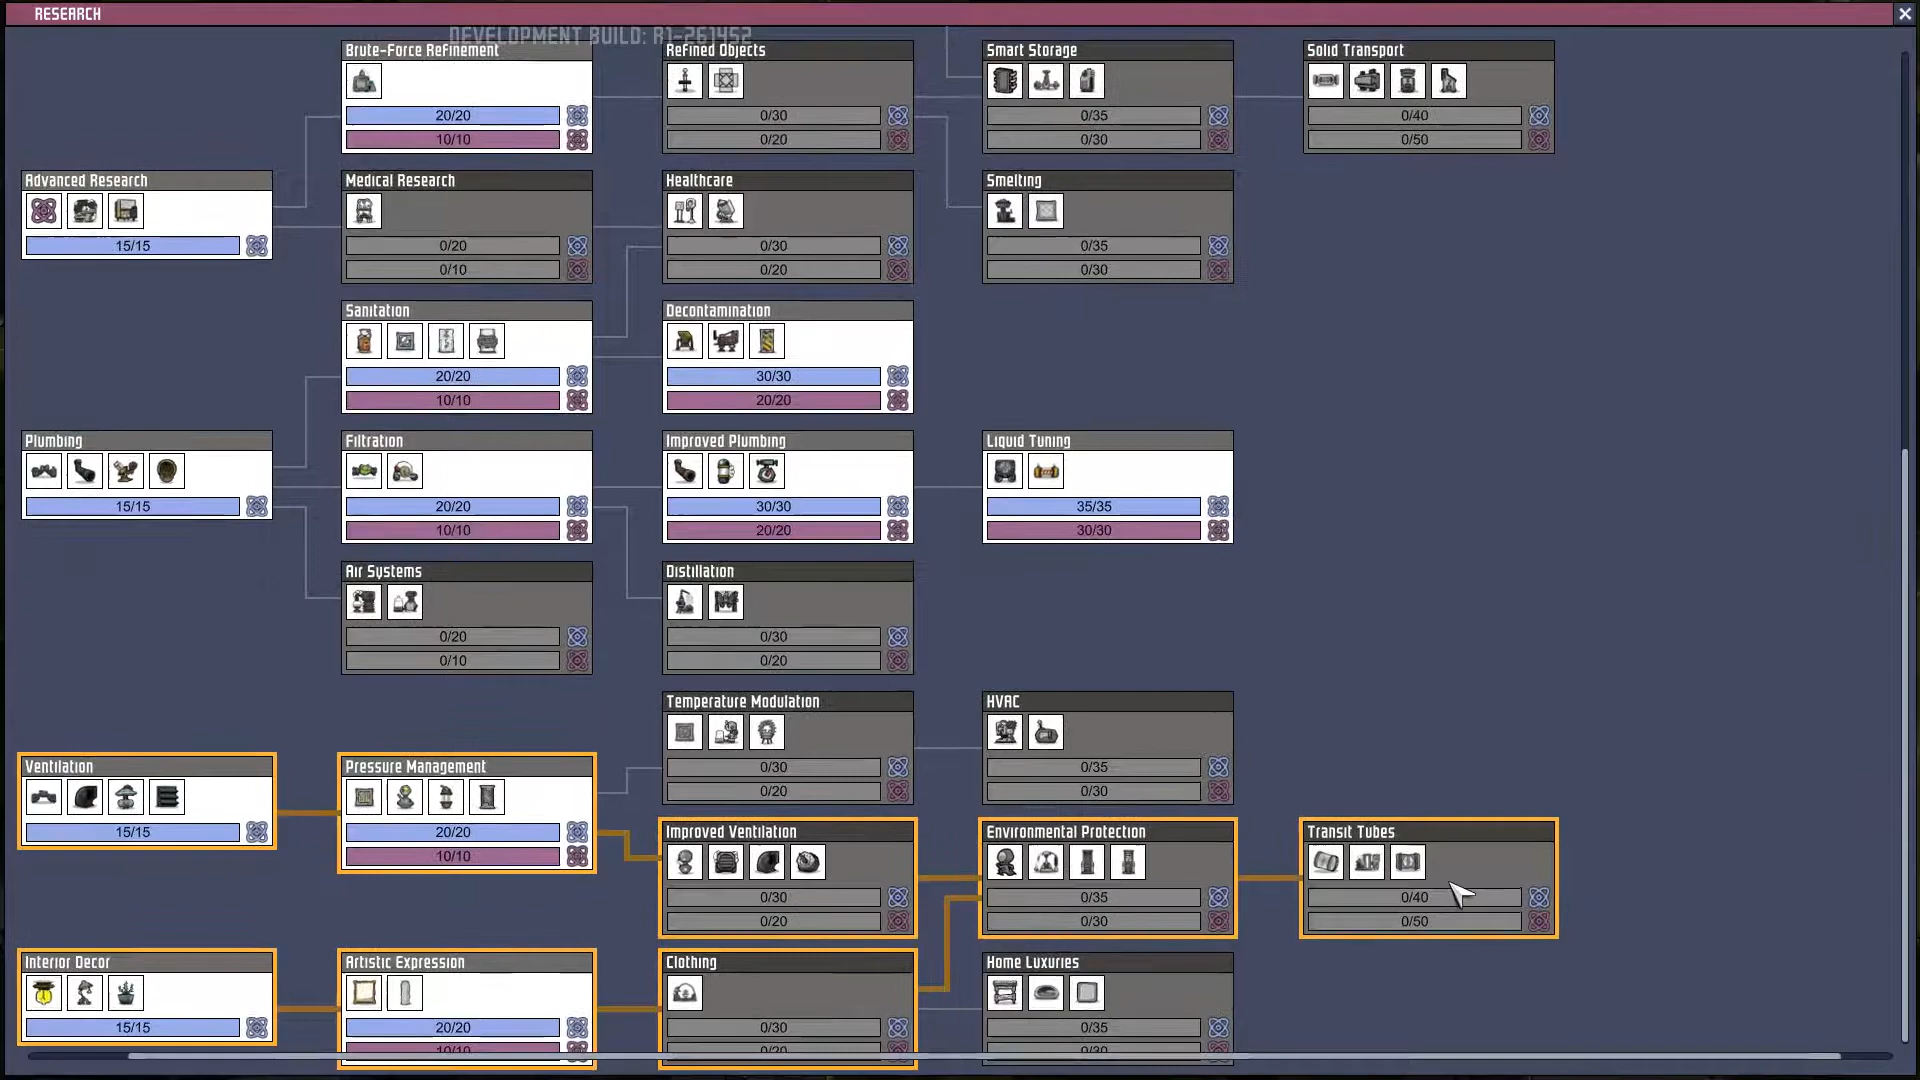 RESEARCH
DEVELOPMENT BUILD: R1-261452
Brute-Force Refinement
20/20
10/10
Refined Objects
0/30
0/20
Smart Storage
0/35
0/30
Solid Transport
0/40
0/50
Advanced Research
15/15
Medical Research
0/20
0/10
Healthcare
0/30
0/20
Smelting
0/35
0/30
Sanitation
20/20
10/10
Decontamination
30/30
20/20
Plumbing
15/15
Filtration
20/20
10/10
Improved Plumbing
30/30
20/20
Liquid Tuning
35/35
30/30
Air Systems
0/20
0/10
Distillation
0/30
0/20
Temperature Modulation
0/30
0/20
HVAC
0/35
0/30
Ventilation
15/15
Pressure Management
20/20
10/10
Improved Ventilation
0/30
0/20
Environmental Protection
0/35
0/30
Transit Tubes
0/40
0/50
Interior Decor
15/15
Artistic Expression
20/20
10/10
Clothing
0/30
0/20
Home Luxuries
0/35
0/30